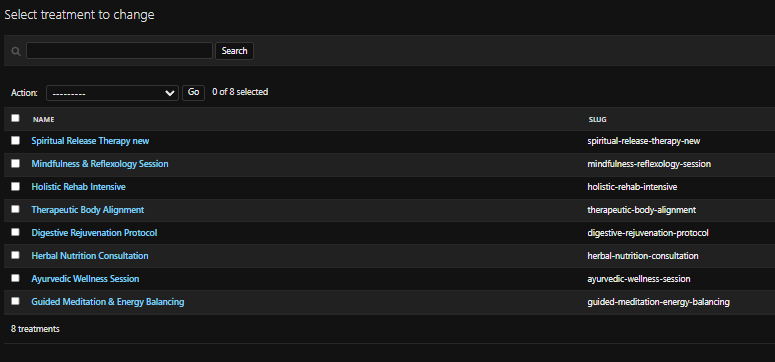 Select treatment to change
Search
Action: --------- Go 0 of 8 selected
NAME SLUG
Spiritual Release Therapy new spiritual-release-therapy-new
Mindfulness & Reflexology Session mindfulness-reflexology-session
Holistic Rehab Intensive holistic-rehab-intensive
Therapeutic Body Alignment therapeutic-body-alignment
Digestive Rejuvenation Protocol digestive-rejuvenation-protocol
Herbal Nutrition Consultation herbal-nutrition-consultation
Ayurvedic Wellness Session ayurvedic-wellness-session
Guided Meditation & Energy Balancing guided-meditation-energy-balancing
8 treatments